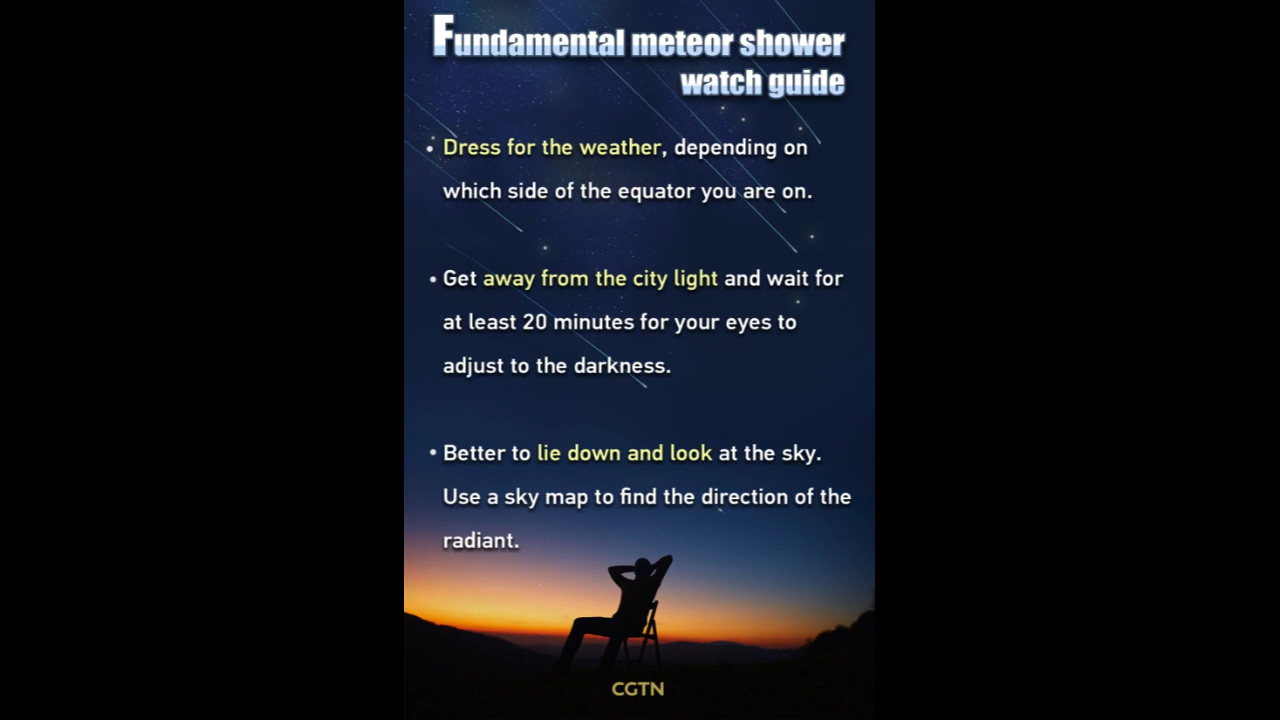 Fundamental meteor shower
watch guide
• Dress for the weather, depending on
which side of the equator you are on.
• Get away from the city light and wait for
at least 20 minutes for your eyes to
adjust to the darkness.
• Better to lie down and look at the sky.
Use a sky map to find the direction of the
radiant.
CGTN